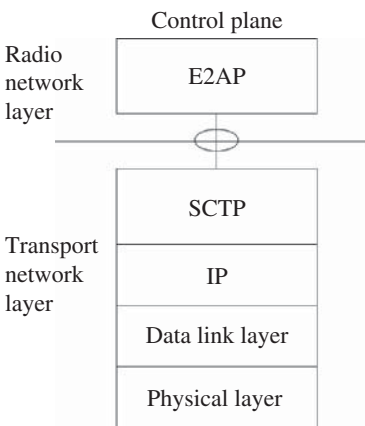 Control plane
Radio
network
layer
E2AP
SCTP
Transport
network
layer
IP
Data link layer
Physical layer